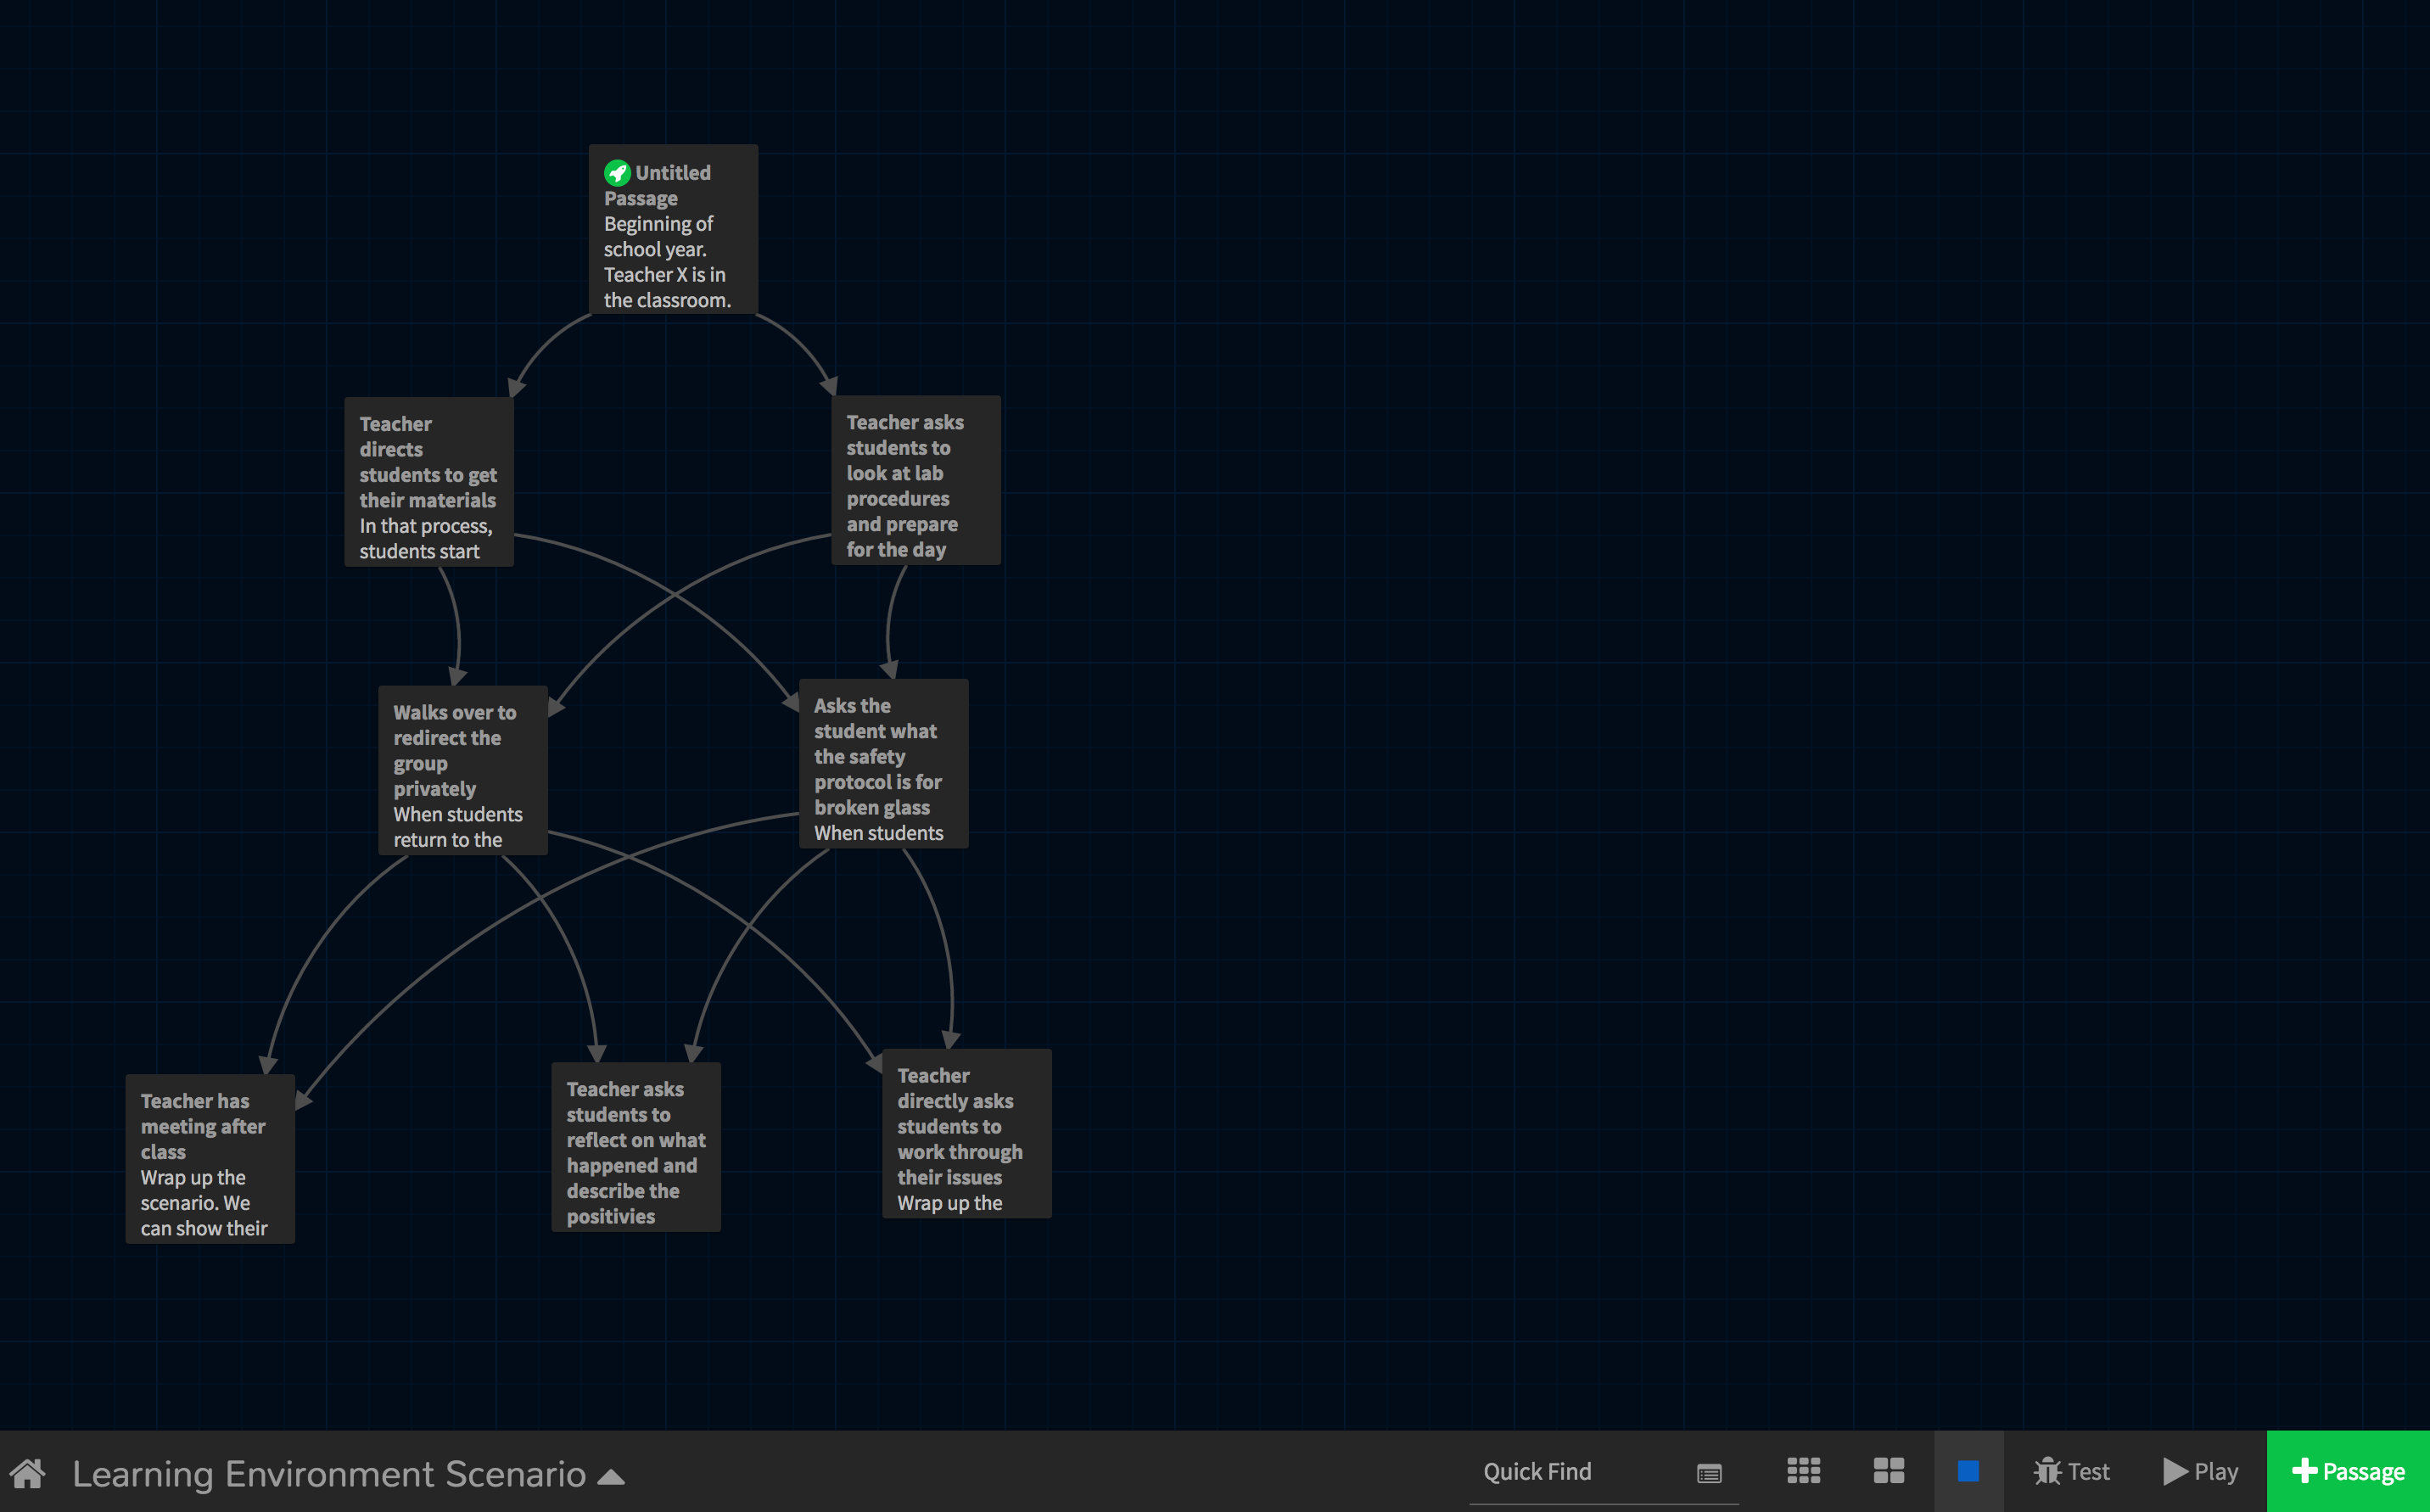 Untitled
Passage
Beginning of
school year.
Teacher X is in
the classroom.
Teacher
directs
students to get
their materials
In that process,
students start
Teacher asks
students to
look at lab
procedures
and prepare
for the day
Walks over to
redirect the
group
privately
When students
return to the
Asks the
student what
the safety
protocol is for
broken glass
When students
Teacher has
meeting after
class
Wrap up the
scenario. We
can show their
Teacher asks
students to
reflect on what
happened and
describe the
positivies
Teacher
directly asks
students to
work through
their issues
Wrap up the
Learning Environment Scenario
Quick Find
Test
Play
Passage